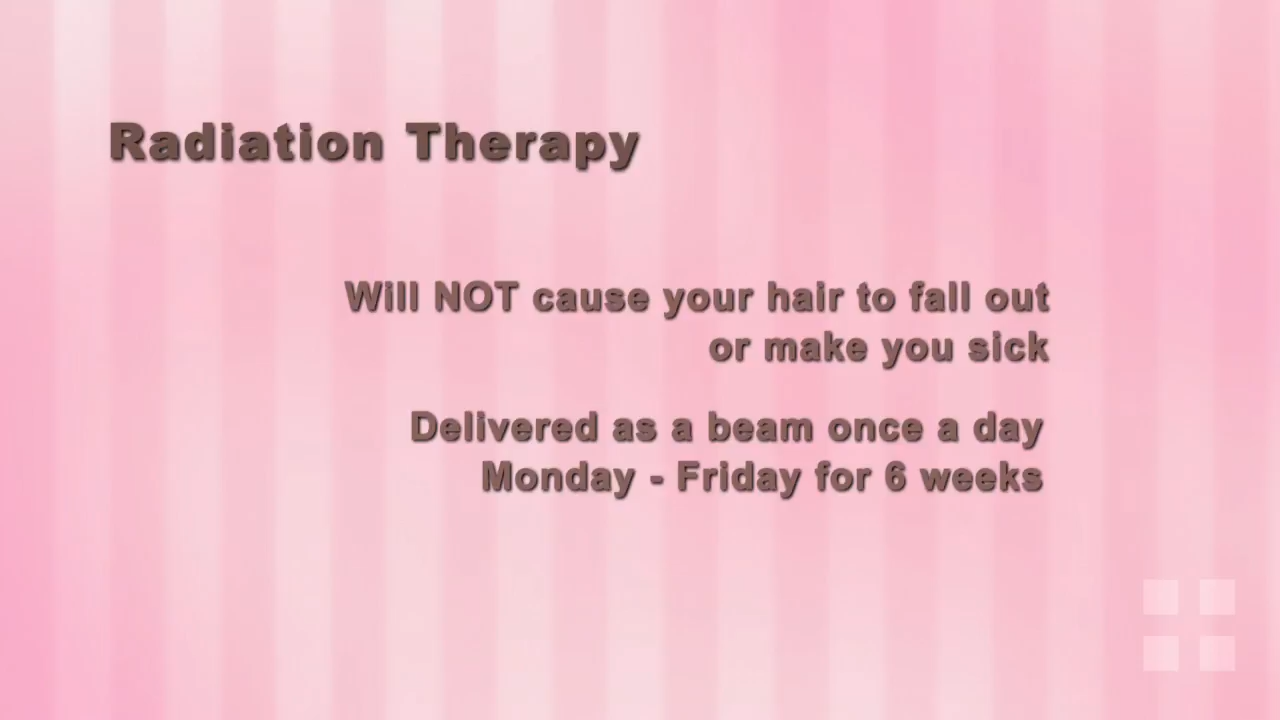 Radiation Therapy
Will NOT cause your hair to fall out
or make you sick
Delivered as a beam once a day
Monday - Friday for 6 weeks